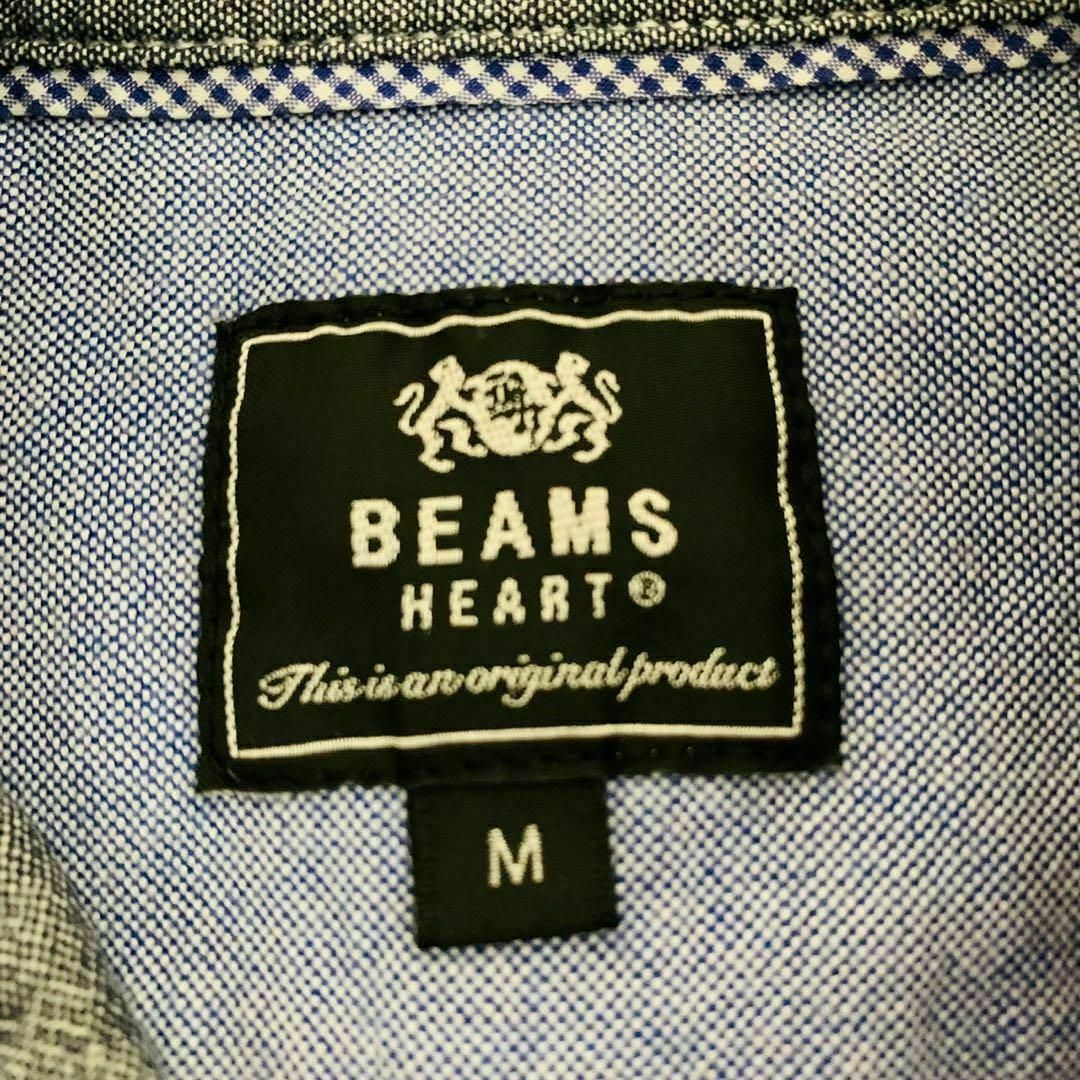 BEAMS
HEART®
This is an original product
M